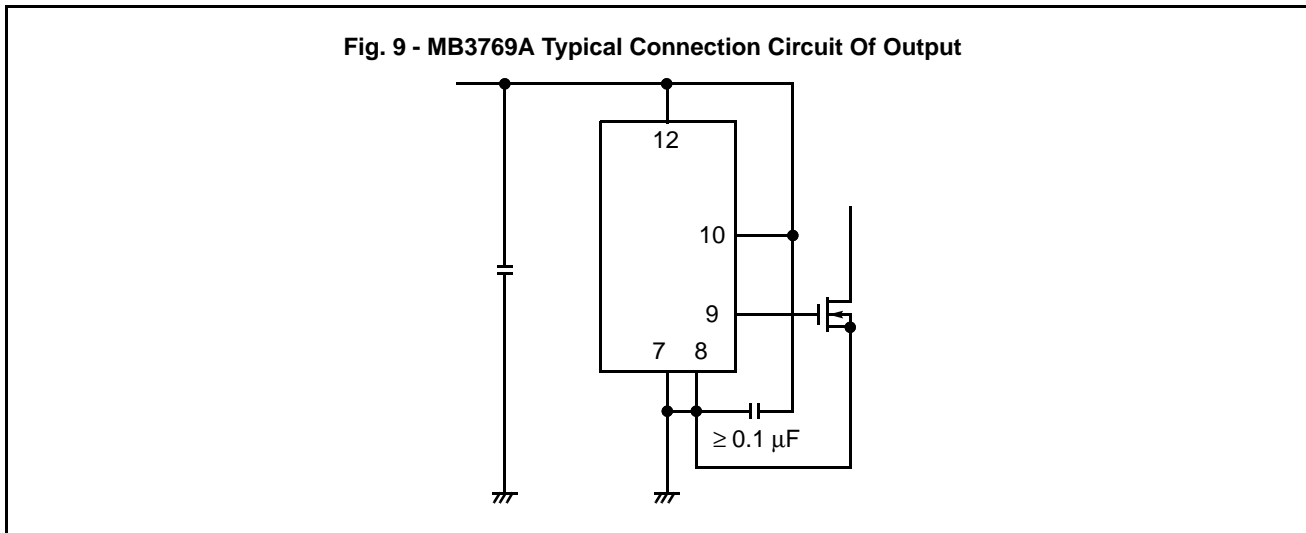 Fig. 9 - MB3769A Typical Connection Circuit Of Output
12
10
9
7 8
≥ 0.1 μF